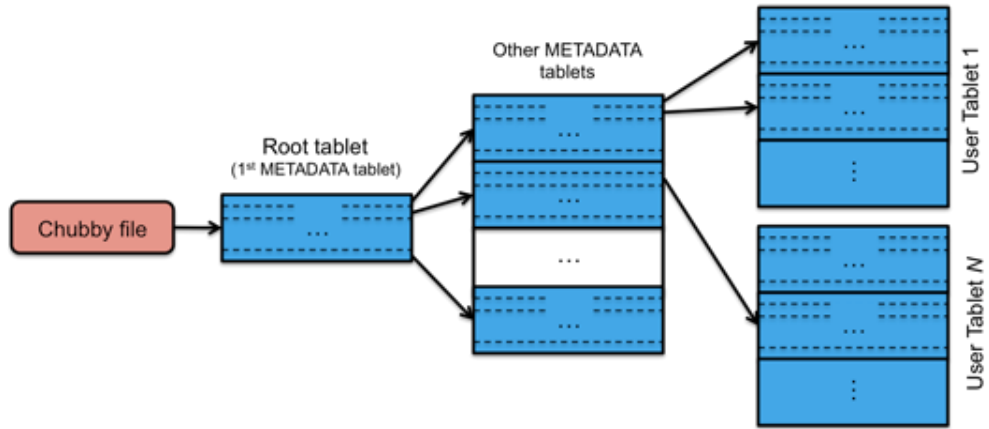 Chubby file
Root tablet
(1st METADATA tablet)
...
Other METADATA
tablets
...
...
...
...
...
...
⋮
User Tablet 1
...
...
⋮
User Tablet N